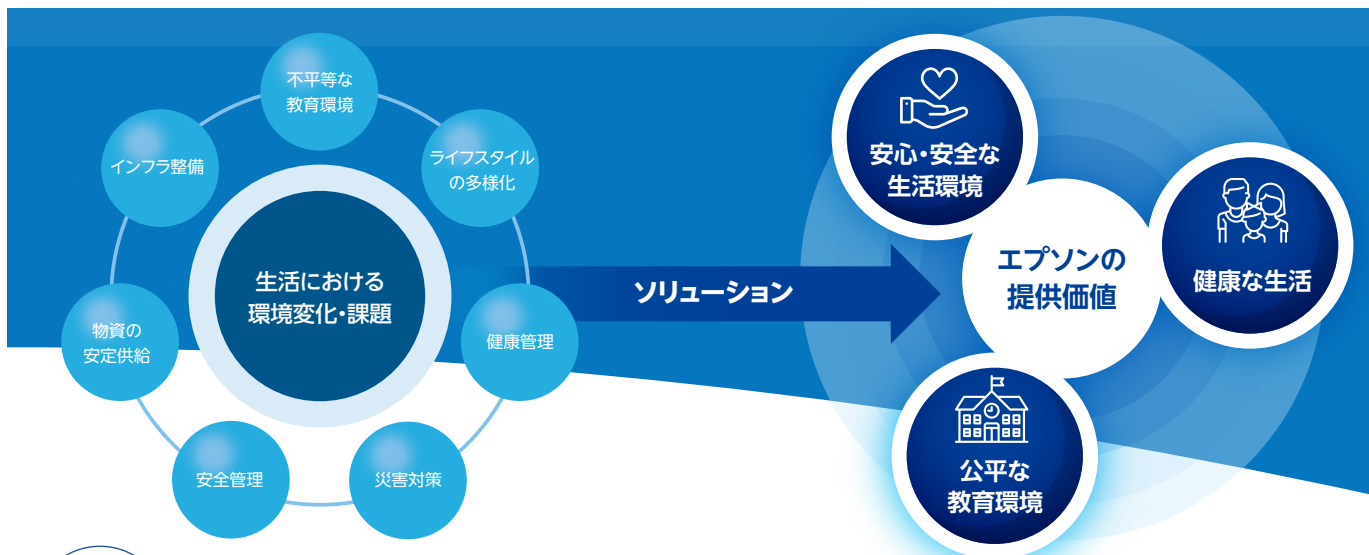 不平等な
教育環境
ライフスタイル
の多様化
インフラ整備
生活における
環境変化・課題
物資の
安定供給
健康管理
安全管理
災害対策
ソリューション
安心・安全な
生活環境
エプソンの
提供価値
健康な生活
公平な
教育環境